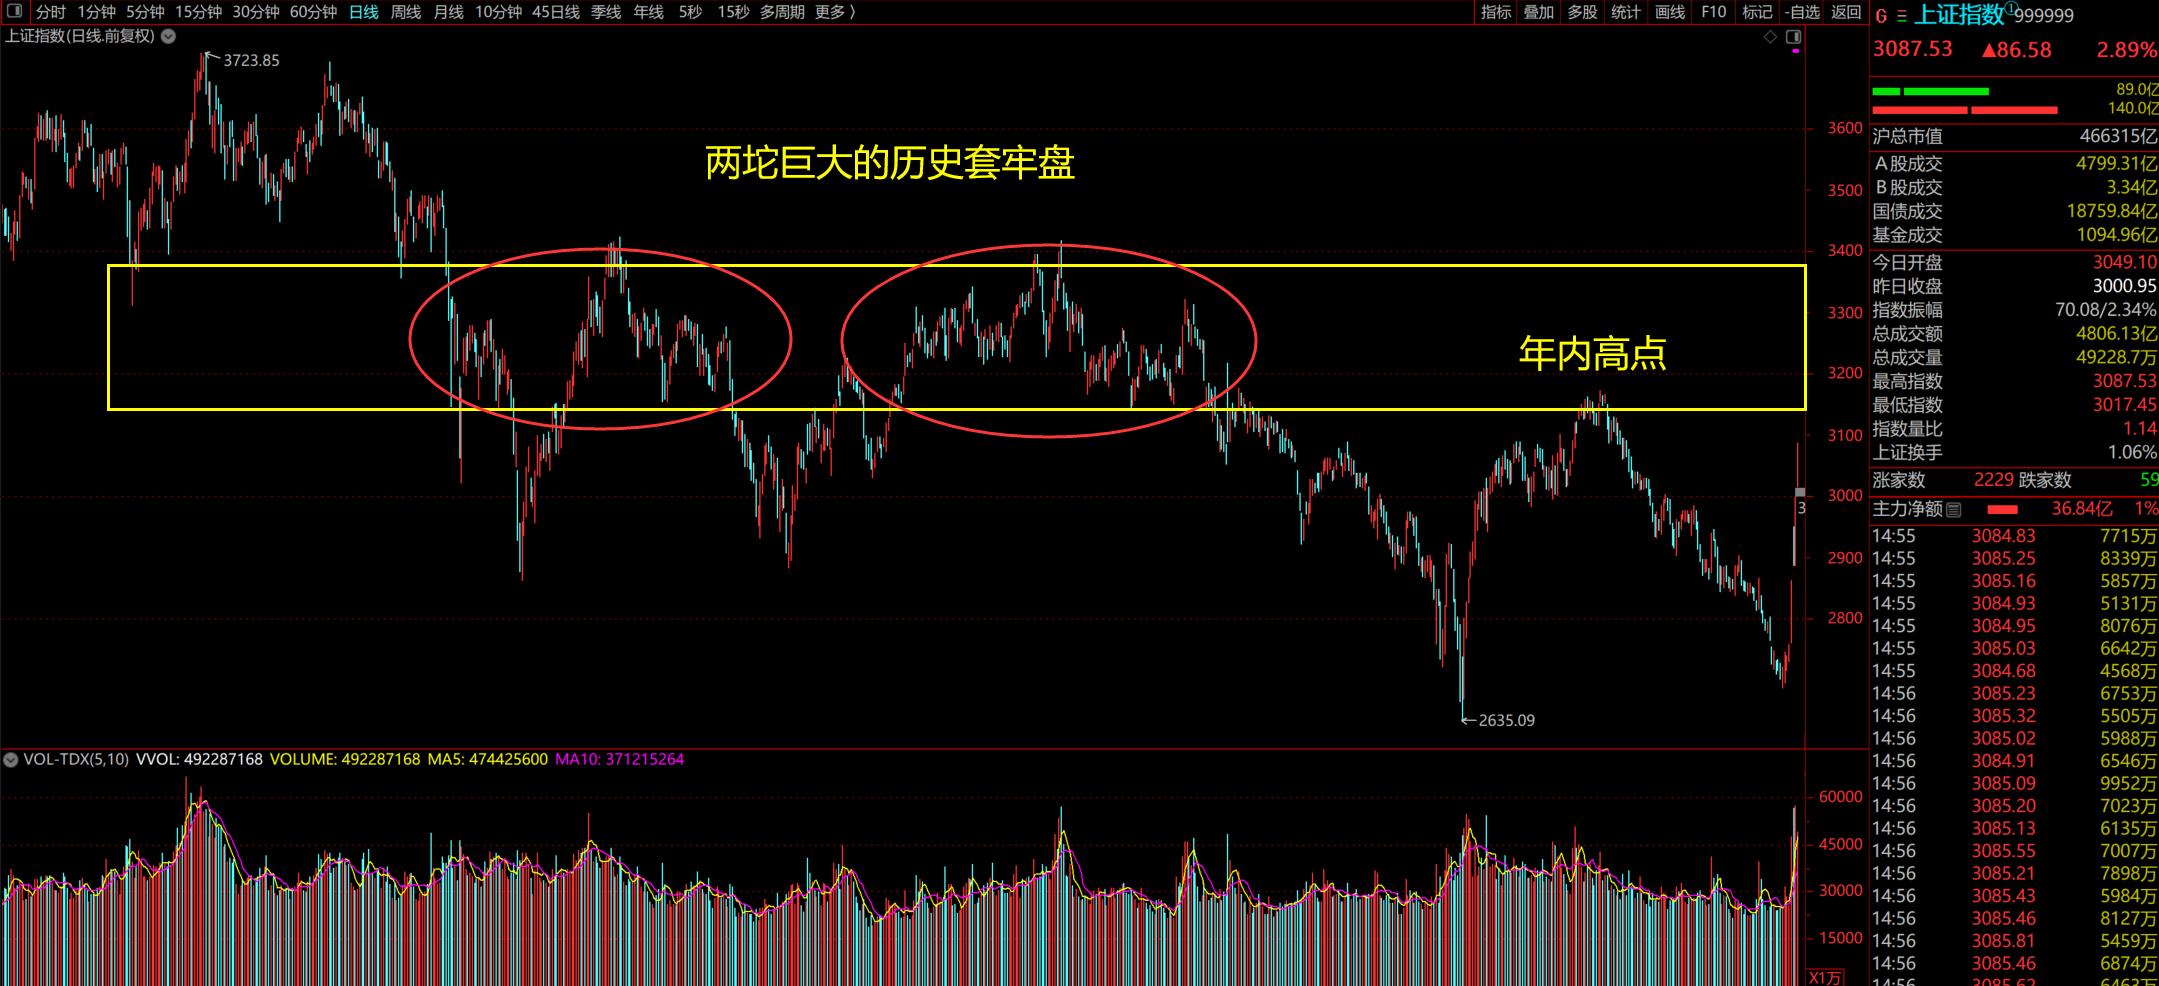 分时 1分钟 5分钟 15分钟 30分钟 60分钟 日线 周线 月线 10分钟 45日线 季线 年线 5秒 15秒 多周期 更多 〉 指标 叠加 多股 统计 画线 F10 标记 -自选 返回
上证指数(日线.前复权)
3723.85
两坨巨大的历史套牢盘
年内高点
2635.09
3
3600
3500
3400
3300
3200
3100
3000
2900
2800
VOL-TDX(5,10) VVOL: 492287168 VOLUME: 492287168 MA5: 474425600 MA10: 371215264
60000
45000
30000
15000
X1万
G 上证指数① 999999
3087.53 ▲86.58 2.89%
89.0亿
140.0亿
沪总市值 466315亿
A股成交 4799.31亿
B股成交 3.34亿
国债成交 18759.84亿
基金成交 1094.96亿
今日开盘 3049.10
昨日收盘 3000.95
指数振幅 70.08/2.34%
总成交额 4806.13亿
总成交量 49228.7万
最高指数 3087.53
最低指数 3017.45
指数量比 1.14
上证换手 1.06%
涨家数 2229 跌家数 59
主力净额 36.84亿 1%
14:55 3084.83 7715万
14:55 3085.25 8339万
14:55 3085.16 5857万
14:55 3084.93 5131万
14:55 3084.95 8076万
14:55 3085.03 6642万
14:55 3084.68 4568万
14:56 3085.23 6753万
14:56 3085.32 5505万
14:56 3085.02 5988万
14:56 3084.91 6546万
14:56 3085.09 9952万
14:56 3085.20 7023万
14:56 3085.13 6135万
14:56 3085.55 7007万
14:56 3085.21 7898万
14:56 3085.43 5984万
14:56 3085.46 8127万
14:56 3085.81 5459万
14:56 3085.46 6874万